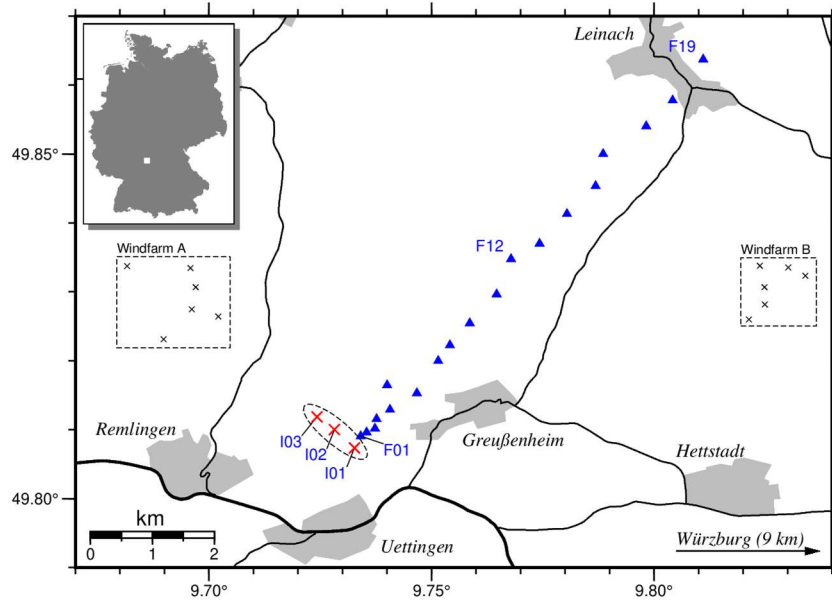 Leinach
F19
49.85°
Windfarm A
F12
Windfarm B
Remlingen
I03
I02
I01
F01
Greußenheim
Hettstadt
49.80°
km
0
1
2
Uettingen
Würzburg (9 km)
9.70°
9.75°
9.80°